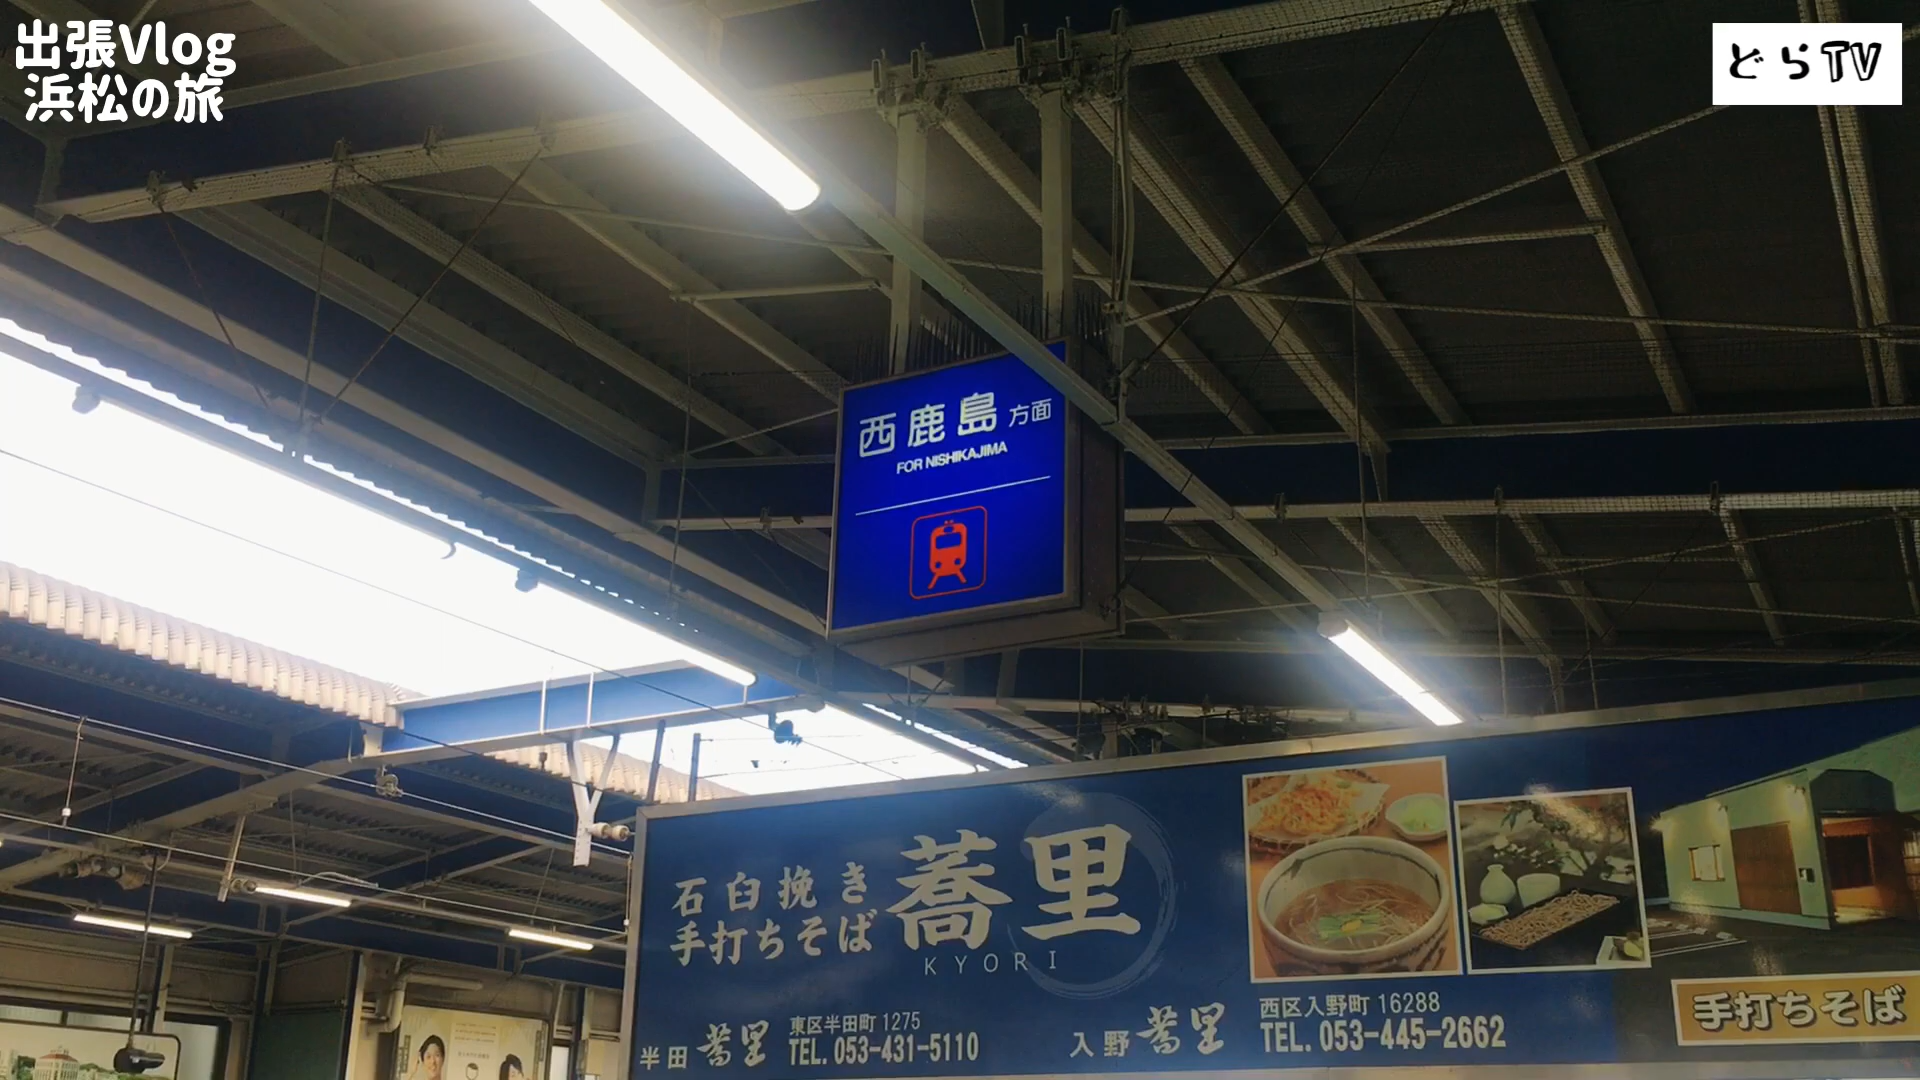 出張Vlog
浜松の旅
どらTV
西鹿島方面
FOR NISHIKAJIMA
石臼挽き
手打ちそば
蕎里
KYORI
半田 蕎里
東区半田町 1275
TEL. 053-431-5110
入野 蕎里
西区入野町 16288
TEL. 053-445-2662
手打ちそば